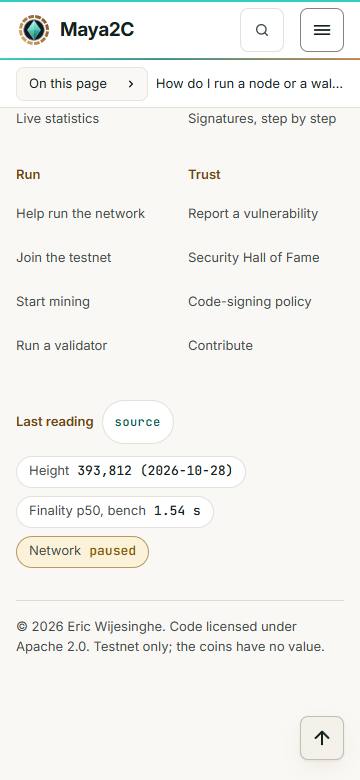 Maya2C
On this page
How do I run a node or a wal...
Live statistics
Signatures, step by step
Run
Help run the network
Join the testnet
Start mining
Run a validator
Trust
Report a vulnerability
Security Hall of Fame
Code-signing policy
Contribute
Last reading source
Height 393,812 (2026-10-28)
Finality p50, bench 1.54 s
Network paused
© 2026 Eric Wijesinghe. Code licensed under
Apache 2.0. Testnet only; the coins have no value.